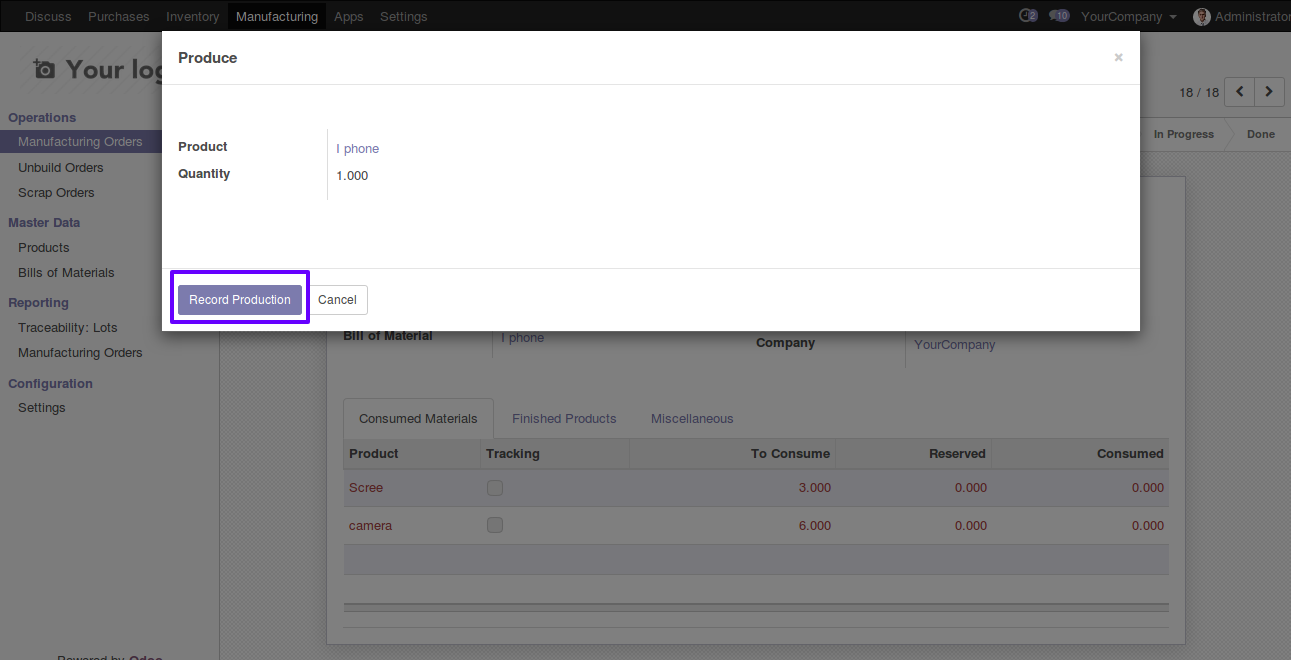 Discuss Purchases Inventory Manufacturing Apps Settings 2 10 YourCompany Administrator
Produce ×
Your log
18 / 18
Operations
Manufacturing Orders
In Progress Done
Product I phone
Quantity 1.000
Unbuild Orders
Scrap Orders
Master Data
Products
Bills of Materials
Reporting
Record Production Cancel
Traceability: Lots
Bill of Material I phone
Company YourCompany
Manufacturing Orders
Configuration
Settings
Consumed Materials Finished Products Miscellaneous
Product Tracking To Consume Reserved Consumed
Scree 3.000 0.000 0.000
camera 6.000 0.000 0.000
Powered by Odoo